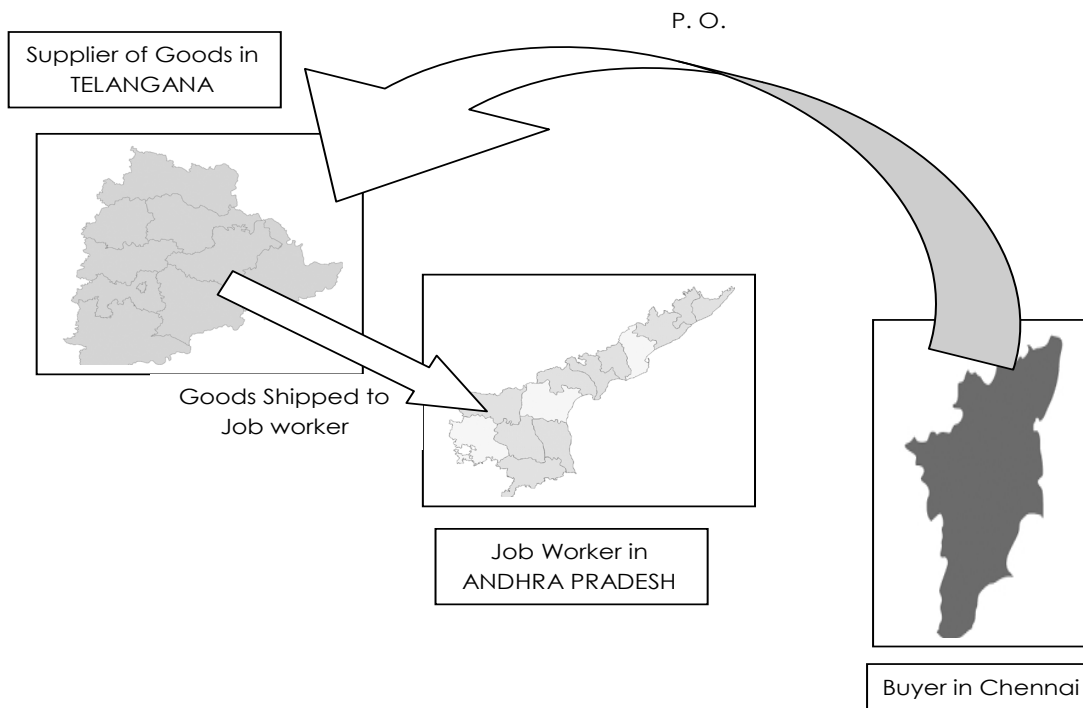 P. O.
Supplier of Goods in
TELANGANA
Goods Shipped to
Job worker
Job Worker in
ANDHRA PRADESH
Buyer in Chennai